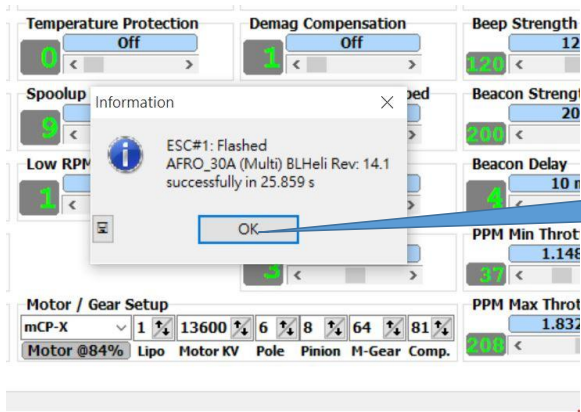 Temperature Protection
Off
0
Demag Compensation
Off
1
Beep Strength
12
120
Spoolup
9
ped
Beacon Strengt
20
200
Information
ESC#1: Flashed
AFRO_30A (Multi) BLHeli Rev: 14.1
successfully in 25.859 s
OK
Low RPM
1
Beacon Delay
10 m
4
3
PPM Min Throt
1.148
37
Motor / Gear Setup
mCP-X
1
13600
6
8
64
81
Motor @84%
Lipo
Motor KV
Pole
Pinion
M-Gear
Comp.
PPM Max Throt
1.832
208